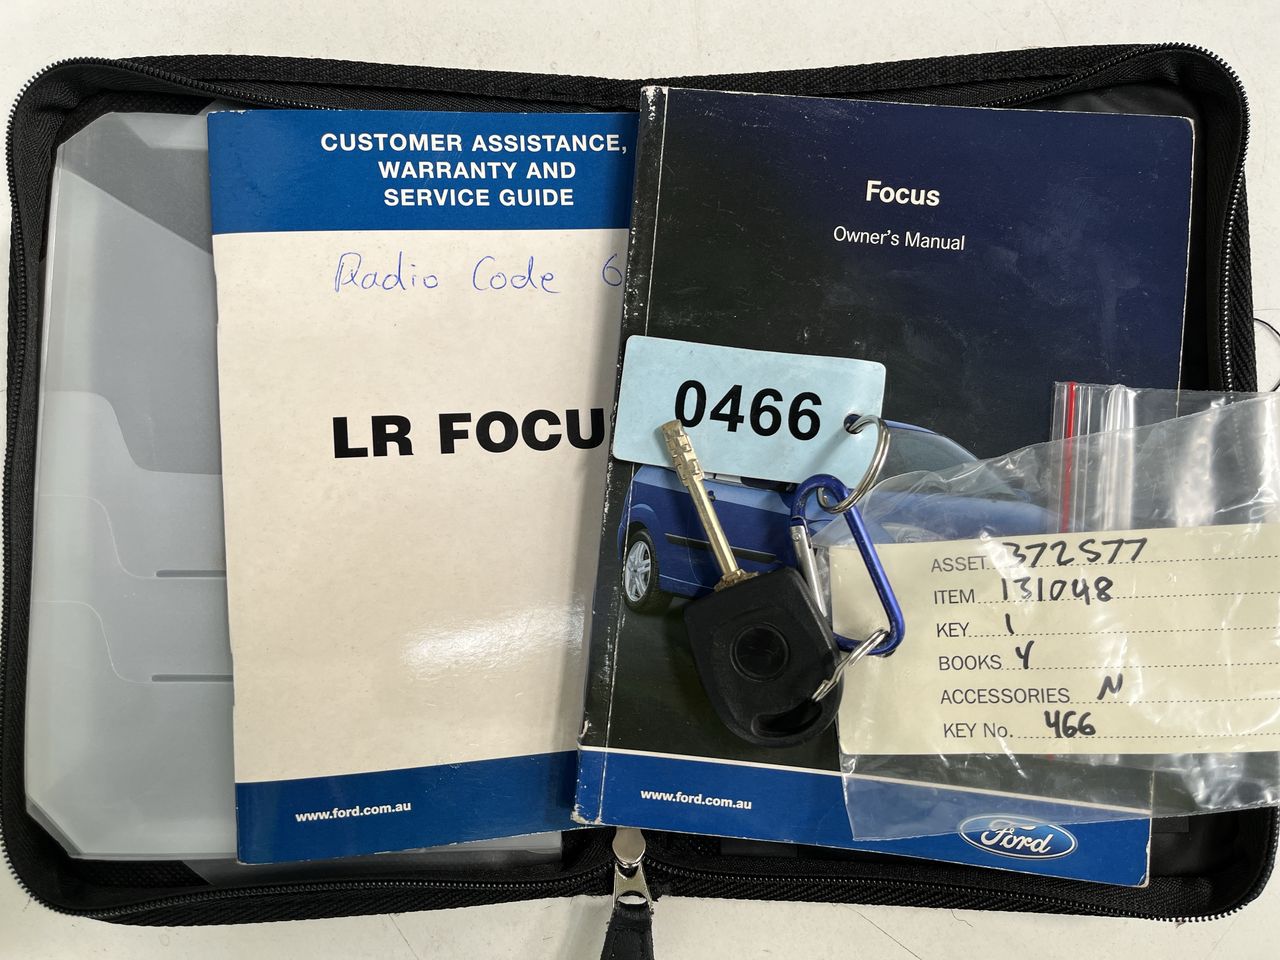 CUSTOMER ASSISTANCE,
WARRANTY AND
SERVICE GUIDE
Radio Code 6
LR FOCU
www.ford.com.au
Focus
Owner's Manual
0466
www.ford.com.au
Ford
ASSET 372577
ITEM 131048
KEY 1
BOOKS 4
ACCESSORIES N
KEY No. 466